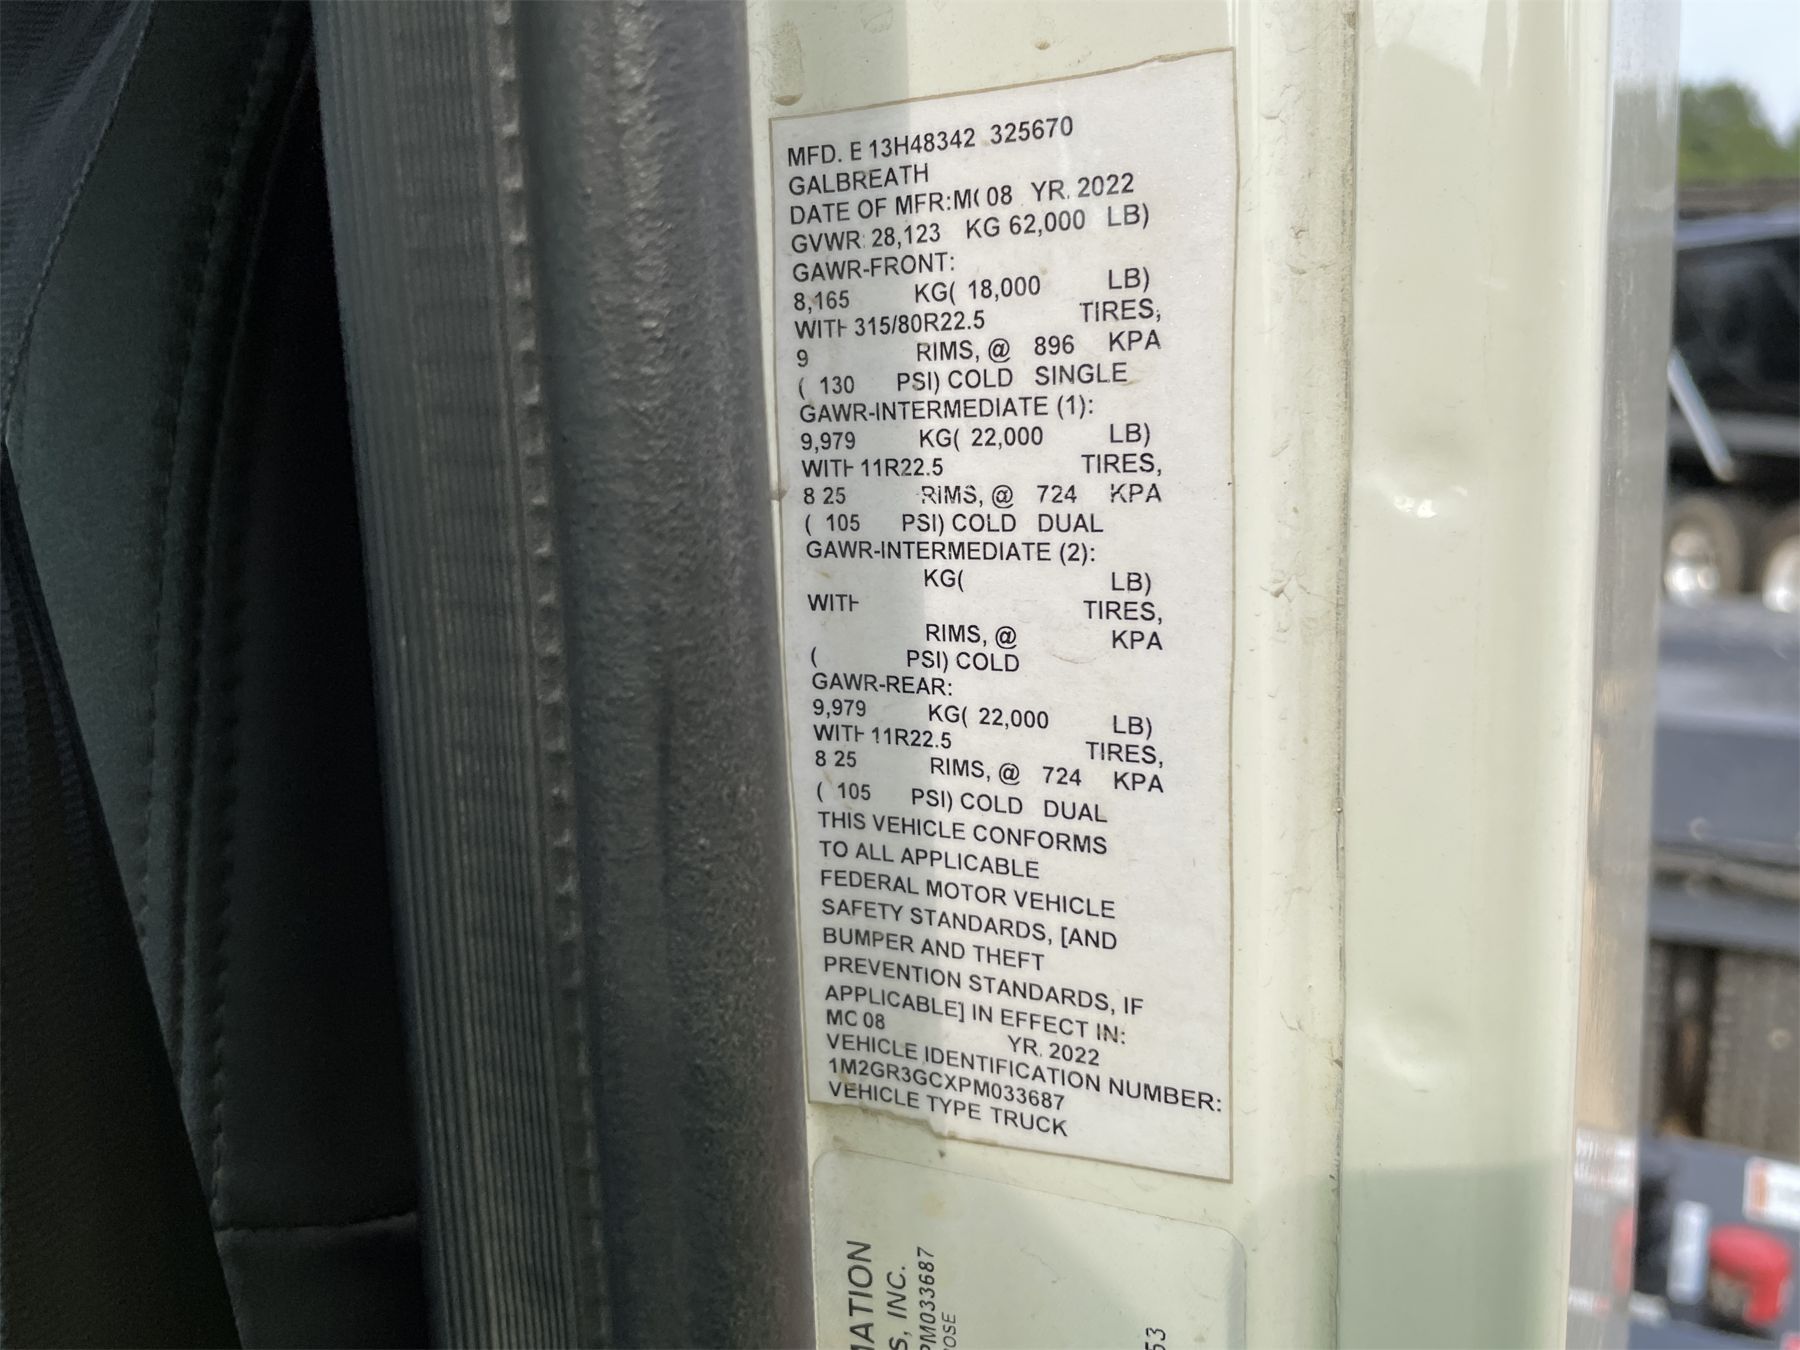 MFD. E 13H48342 325670
GALBREATH
DATE OF MFR:M( 08 YR. 2022
GVWR: 28,123 KG 62,000 LB)
GAWR-FRONT:
8,165 KG( 18,000 LB)
WITH 315/80R22.5 TIRES,
9 RIMS, @ 896 KPA
( 130 PSI) COLD SINGLE
GAWR-INTERMEDIATE (1):
9,979 KG( 22,000 LB)
WITH 11R22.5 TIRES,
8 25 RIMS, @ 724 KPA
( 105 PSI) COLD DUAL
GAWR-INTERMEDIATE (2):
KG( LB)
WITH TIRES,
RIMS, @ KPA
( PSI) COLD
GAWR-REAR:
9,979 KG( 22,000 LB)
WITH 11R22.5 TIRES,
8 25 RIMS, @ 724 KPA
( 105 PSI) COLD DUAL
THIS VEHICLE CONFORMS
TO ALL APPLICABLE
FEDERAL MOTOR VEHICLE
SAFETY STANDARDS, [AND
BUMPER AND THEFT
PREVENTION STANDARDS, IF
APPLICABLE] IN EFFECT IN:
MC 08 YR. 2022
VEHICLE IDENTIFICATION NUMBER:
1M2GR3GCXPM033687
VEHICLE TYPE TRUCK
MATION
S, INC.
PM033687
OSE
53